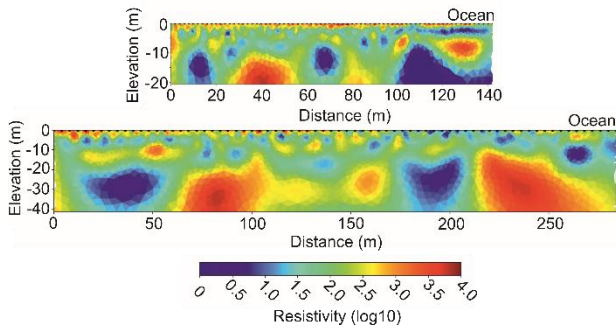 Ocean
Elevation (m)
0
-10
-20
0 20 40 60 80 100 120 140
Distance (m)
Ocean
Elevation (m)
0
-10
-20
-30
-40
0 50 100 150 200 250
Distance (m)
0 0.5 1.0 1.5 2.0 2.5 3.0 3.5 4.0
Resistivity (log10)